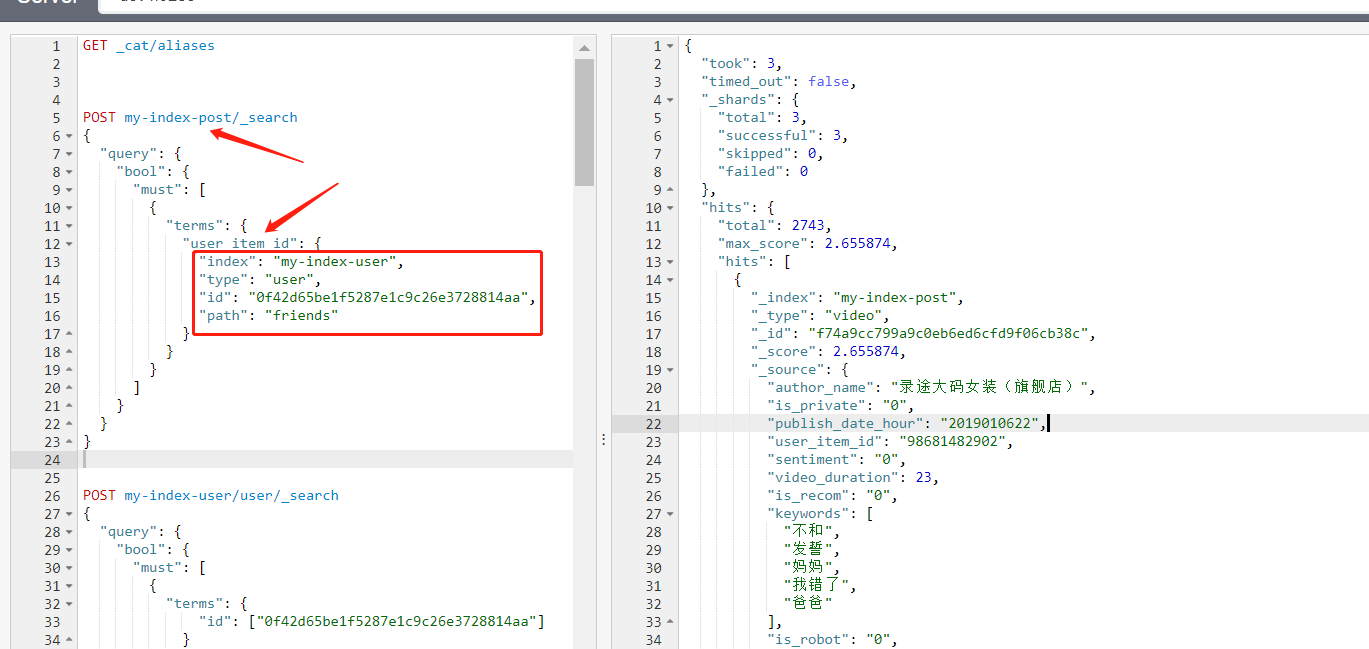 Server
1 GET _cat/aliases
2
3
4
5 POST my-index-post/_search
6 {
7 "query": {
8 "bool": {
9 "must": [
10 {
11 "terms": {
12 "user_item_id": {
13 "index": "my-index-user",
14 "type": "user",
15 "id": "0f42d65be1f5287e1c9c26e3728814aa",
16 "path": "friends"
17 }
18 }
19 }
20 ]
21 }
22 }
23 }
24
25
26 POST my-index-user/user/_search
27 {
28 "query": {
29 "bool": {
30 "must": [
31 {
32 "terms": {
33 "id": ["0f42d65be1f5287e1c9c26e3728814aa"]
34 }
1 {
2 "took": 3,
3 "timed_out": false,
4 "_shards": {
5 "total": 3,
6 "successful": 3,
7 "skipped": 0,
8 "failed": 0
9 },
10 "hits": {
11 "total": 2743,
12 "max_score": 2.655874,
13 "hits": [
14 {
15 "_index": "my-index-post",
16 "_type": "video",
17 "_id": "f74a9cc799a9c0eb6ed6cfd9f06cb38c",
18 "_score": 2.655874,
19 "_source": {
20 "author_name": "录途大码女装（旗舰店）",
21 "is_private": "0",
22 "publish_date_hour": "2019010622",
23 "user_item_id": "98681482902",
24 "sentiment": "0",
25 "video_duration": 23,
26 "is_recom": "0",
27 "keywords": [
28 "不和",
29 "发誓",
30 "妈妈",
31 "我错了",
32 "爸爸"
33 ],
34 "is_robot": "0",